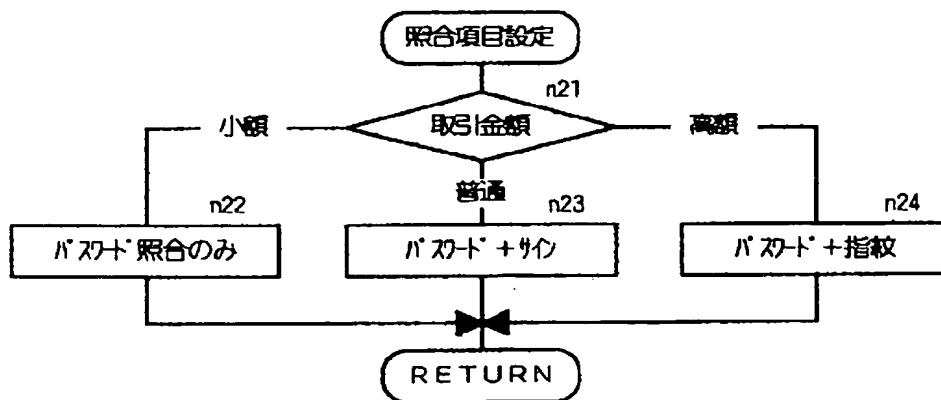 照合項目設定
n21
小額
取引金額
高額
普通
n22
n23
n24
パスワード照合のみ
パスワード+サイン
パスワード+指紋
RETURN